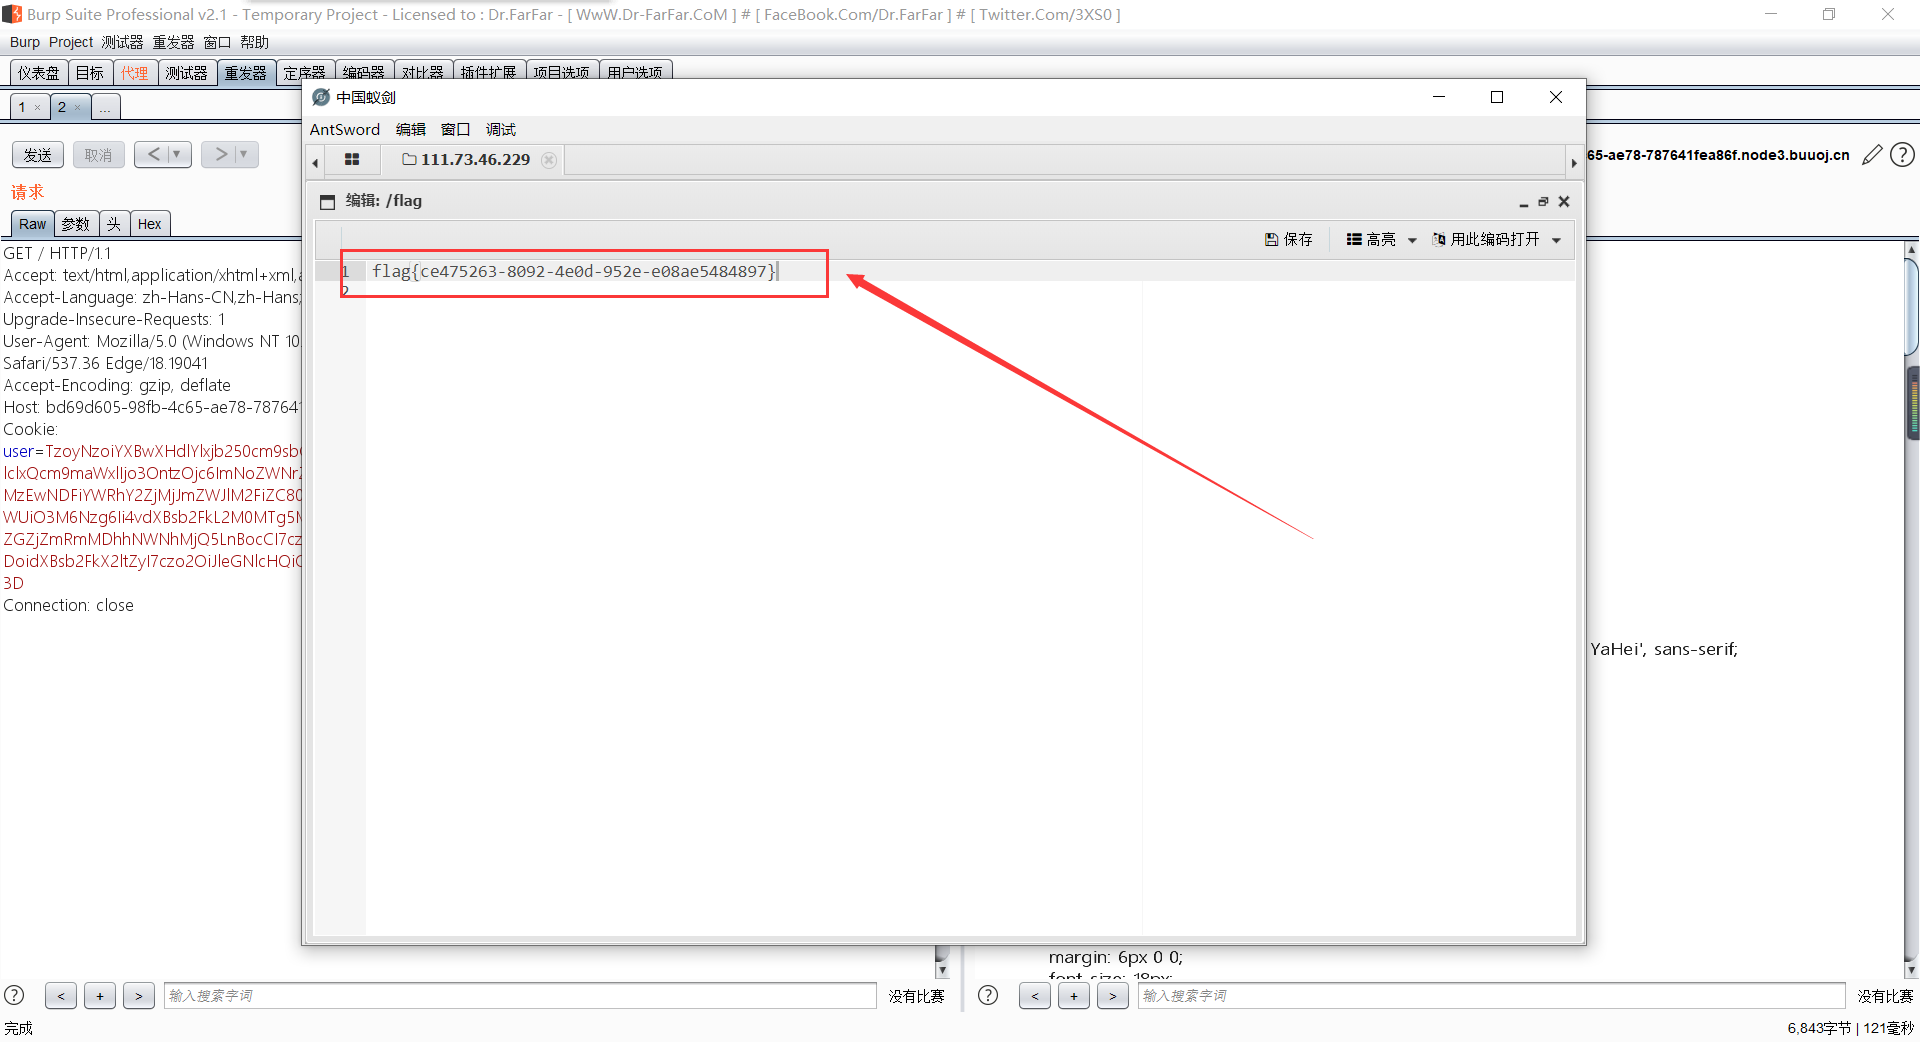 Burp Suite Professional v2.1 - Temporary Project - Licensed to : Dr.FarFar - [ WwW.Dr-FarFar.CoM ] # [ FaceBook.Com/Dr.FarFar ] # [ Twitter.Com/3XS0 ]
Burp Project 测试器 重发器 窗口 帮助
仪表盘 目标 代理 测试器 重发器 定序器 编码器 对比器 插件扩展 项目选项 用户选项
1 × 2 × ...
发送 取消 < >
65-ae78-787641fea86f.node3.buuoj.cn
请求
Raw 参数 头 Hex
GET / HTTP/1.1
Accept: text/html,application/xhtml+xml,
Accept-Language: zh-Hans-CN,zh-Hans;
Upgrade-Insecure-Requests: 1
User-Agent: Mozilla/5.0 (Windows NT 10.
Safari/537.36 Edge/18.19041
Accept-Encoding: gzip, deflate
Host: bd69d605-98fb-4c65-ae78-787641
Cookie:
user=TzoyNzoiYXBwXHdlYlxjb250cm9sb
lclxQcm9maWxlIjo3OntzOjc6ImNoZWNr
MzEwNDFiYWRhY2ZjMjJmZWJlM2FiZC80
WUiO3M6Nzg6Ii4vdXBsb2FkL2M0MTg5M
ZGZjZmRmMDhhNWNhMjQ5LnBocCI7cz
DoidXBsb2FkX2ltZyI7czo2OiJleGNlcHQi
3D
Connection: close
中国蚁剑
AntSword 编辑 窗口 调试
111.73.46.229
编辑: /flag
保存 高亮 用此编码打开
1 flag{ce475263-8092-4e0d-952e-e08ae5484897}
2
YaHei', sans-serif;
margin: 6px 0 0;
font-size: 18px;
? < + > 输入搜索字词 没有比赛
? < + > 输入搜索字词 没有比赛
完成
6,843字节 | 121毫秒